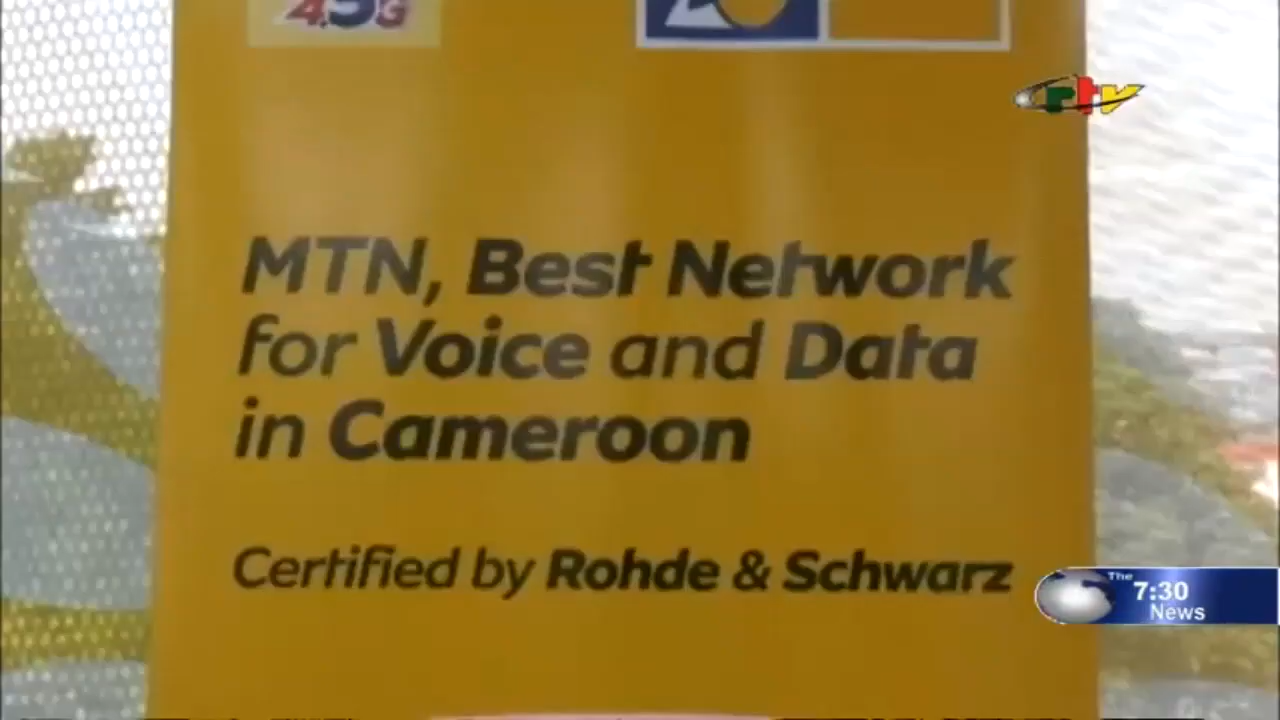 4.5G
rtv
MTN, Best Network
for Voice and Data
in Cameroon
Certified by Rohde & Schwarz
The
7:30
News